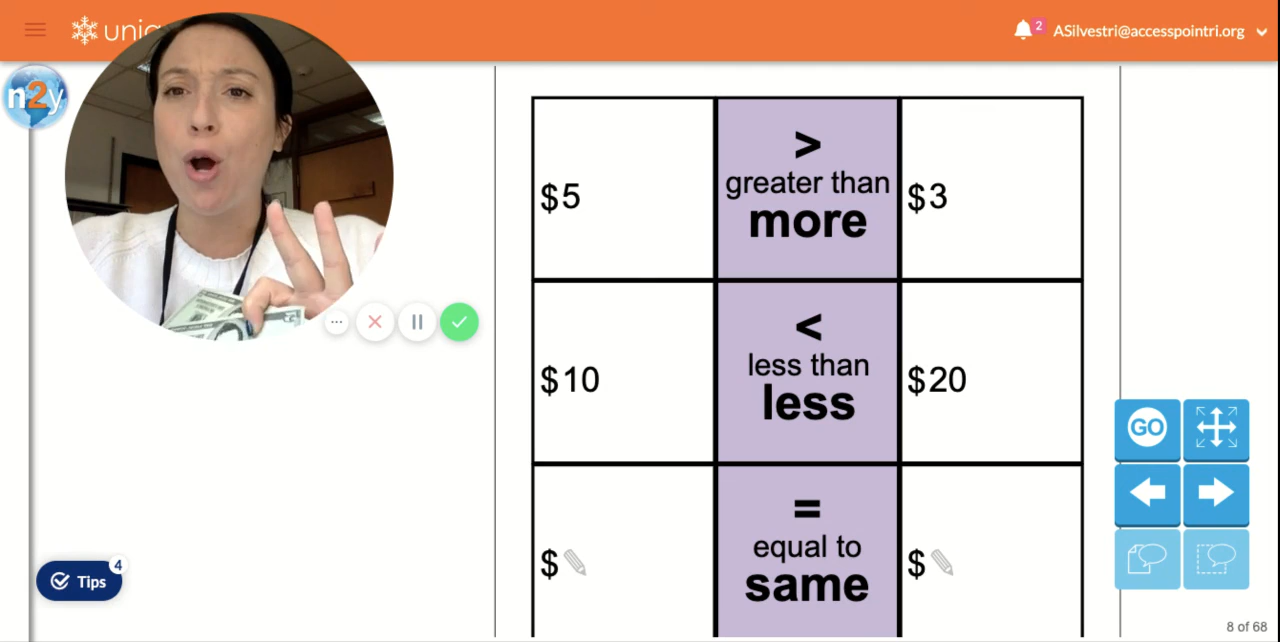 uniq
2
ASilvestri@accesspointri.org
n2y
$5
>
greater than
more
$3
$10
<
less than
less
$20
$
=
equal to
same
$
GO
Tips
4
8 of 68